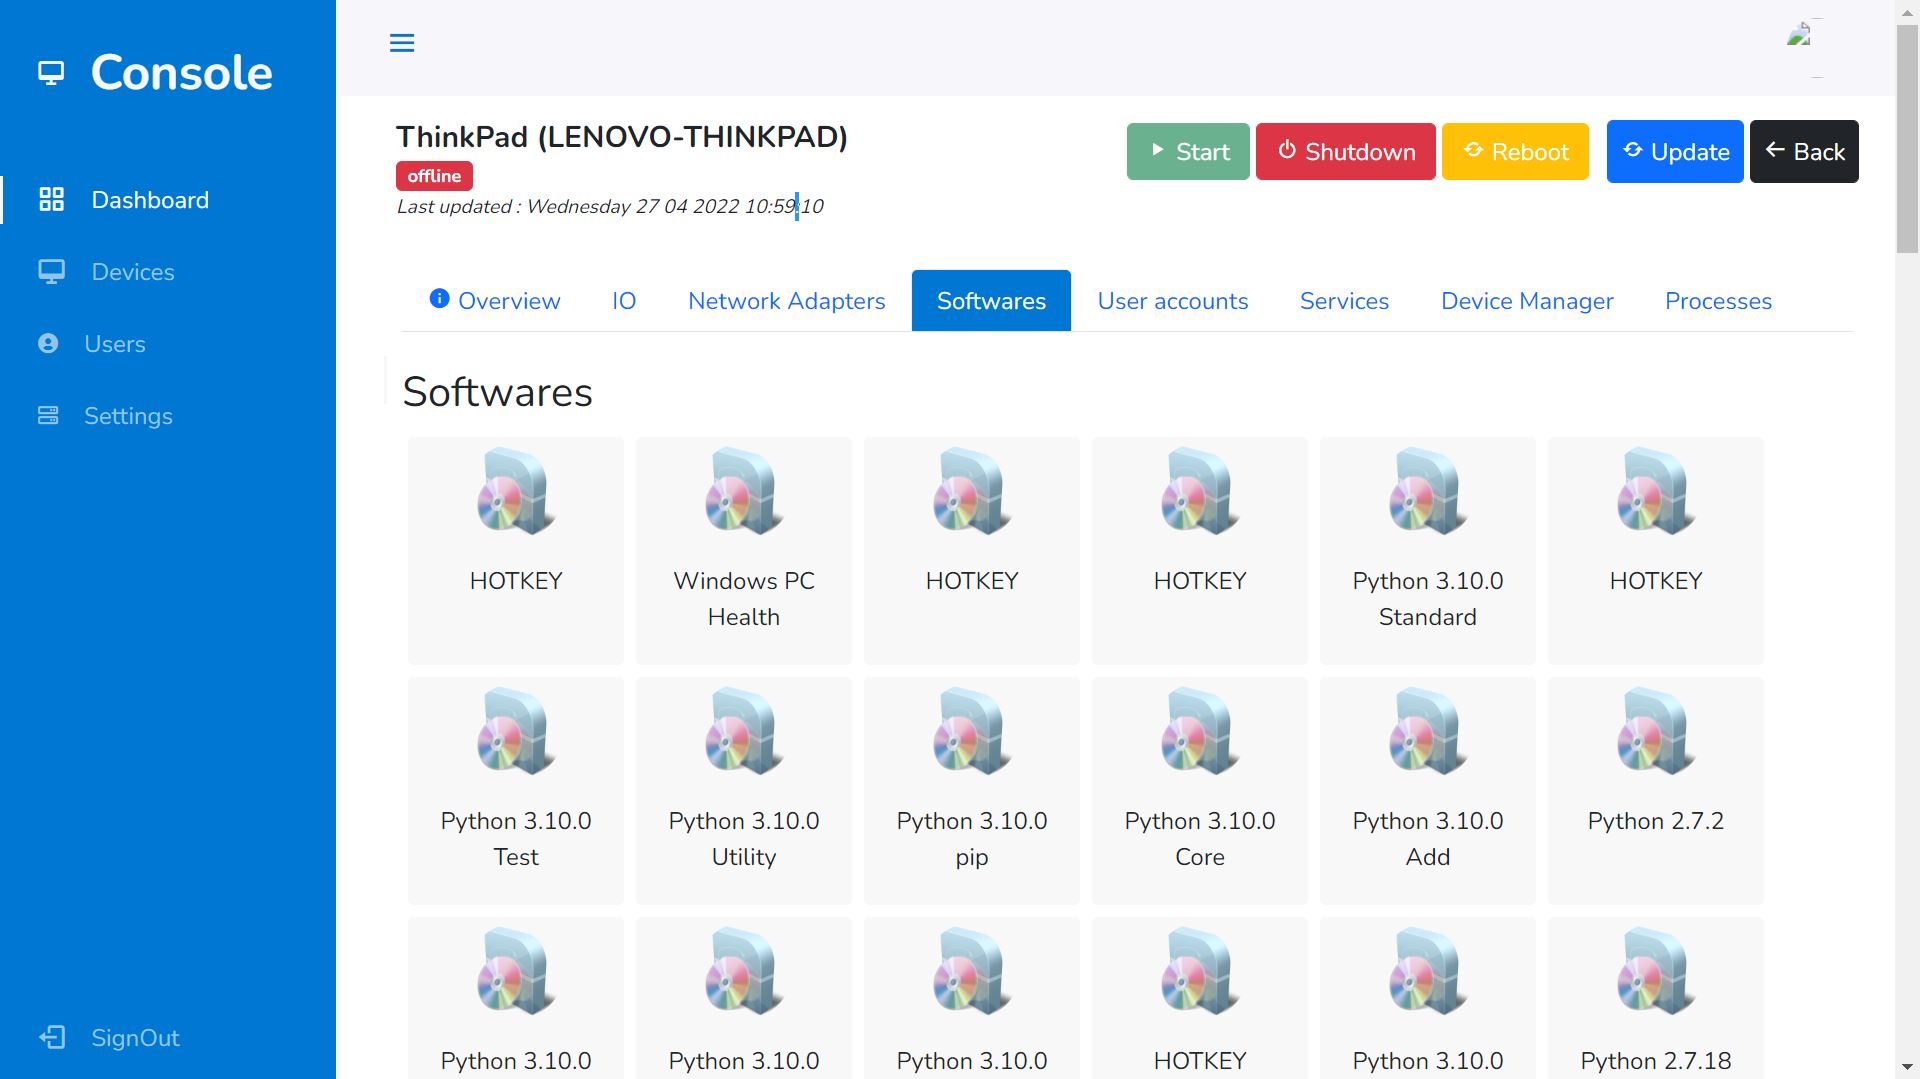 Console
Dashboard
Devices
Users
Settings
SignOut
ThinkPad (LENOVO-THINKPAD)
offline
Last updated : Wednesday 27 04 2022 10:59:10
Start
Shutdown
Reboot
Update
Back
Overview
IO
Network Adapters
Softwares
User accounts
Services
Device Manager
Processes
Softwares
HOTKEY
Windows PC
Health
HOTKEY
HOTKEY
Python 3.10.0
Standard
HOTKEY
Python 3.10.0
Test
Python 3.10.0
Utility
Python 3.10.0
pip
Python 3.10.0
Core
Python 3.10.0
Add
Python 2.7.2
Python 3.10.0
Python 3.10.0
Python 3.10.0
HOTKEY
Python 3.10.0
Python 2.7.18